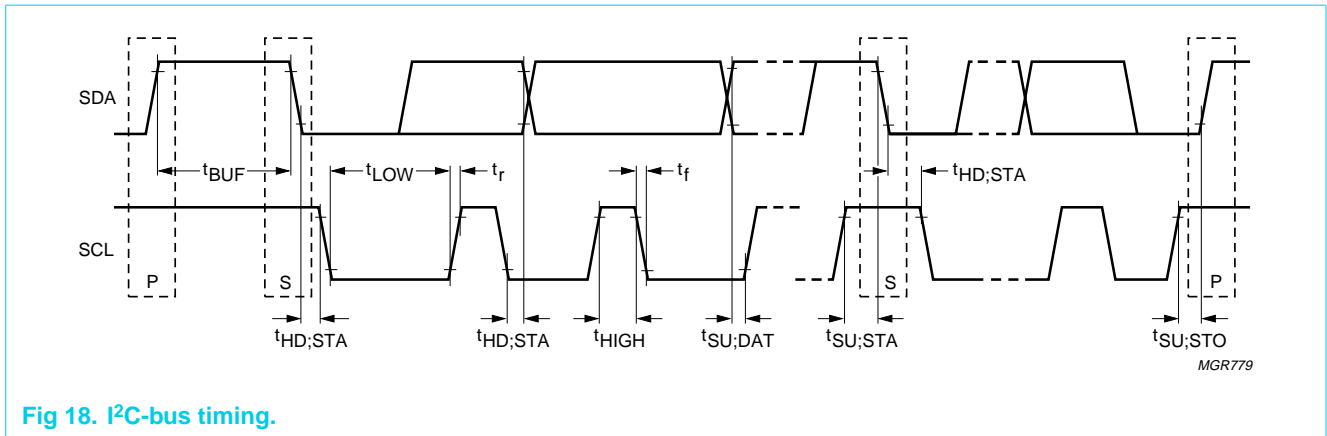 SDA
tBUF tLOW tr tf tHD;STA
SCL
P S S P
tHD;STA tHD;STA tHIGH tSU;DAT tSU;STA tSU;STO
MGR779
Fig 18. I²C-bus timing.